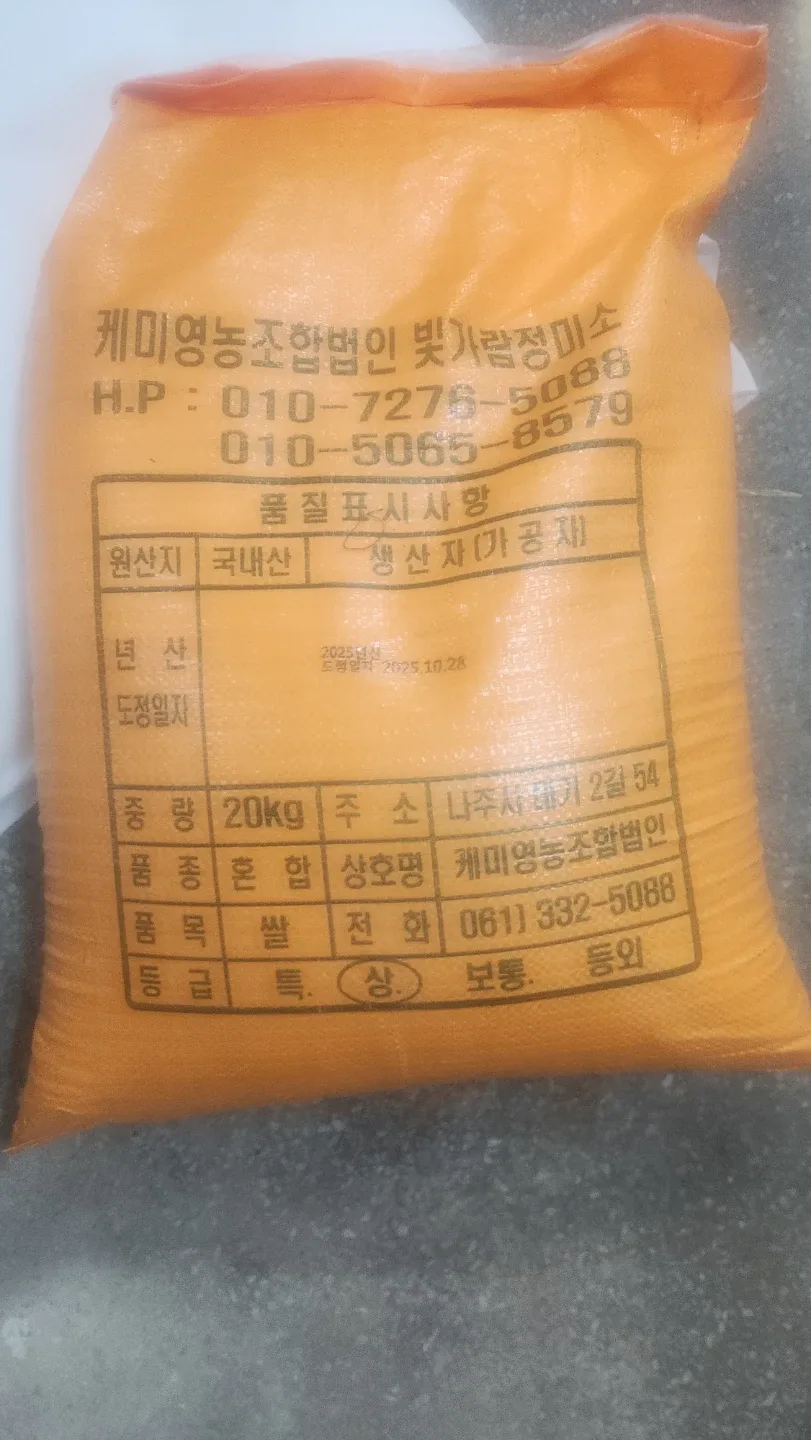 케미영농조합법인 빛가람정미소
H.P : 010-7276-5088
010-5065-8579
품질표시사항
원산지 국내산 생산자(가공자)
년 산
도정일자
2025년산
도정일자 2025.10.28
중 량 20kg 주 소 나주시 배기 2길 54
품 종 혼 합 상호명 케미영농조합법인
품 목 쌀 전 화 061) 332-5088
등 급 특. 상. 보통. 등외